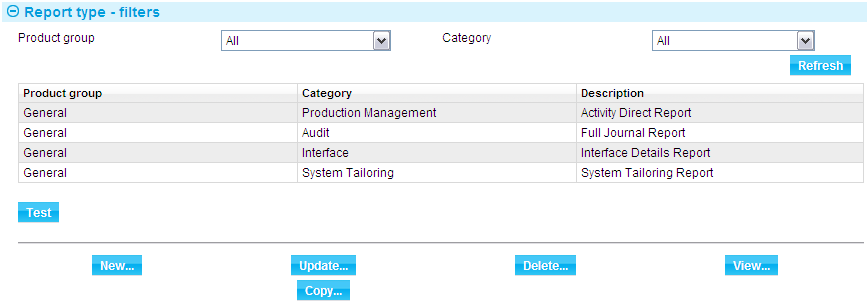 Report type - filters
Product group All Category All
Refresh
Product group Category Description
General Production Management Activity Direct Report
General Audit Full Journal Report
General Interface Interface Details Report
General System Tailoring System Tailoring Report
Test
New... Update... Delete... View...
Copy...